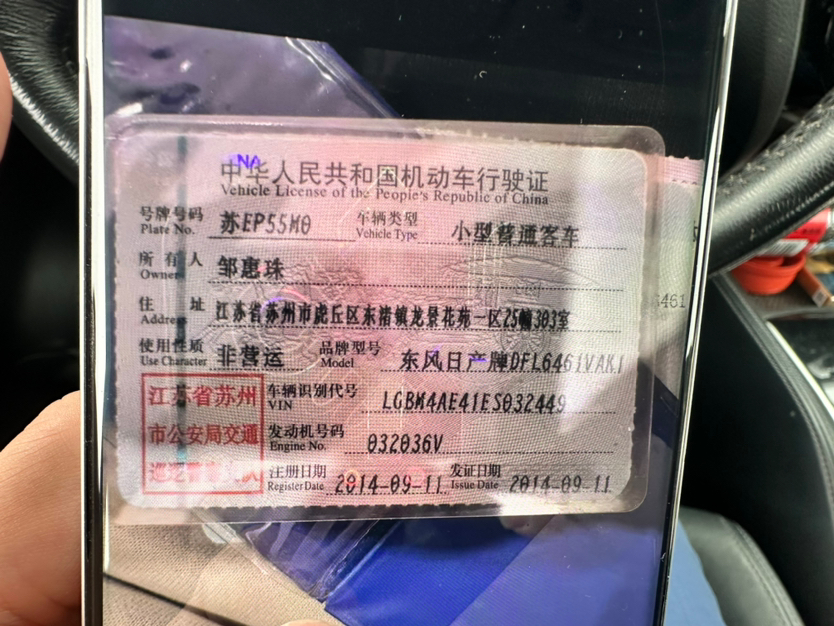 中华人民共和国机动车行驶证
Vehicle License of the People's Republic of China
号牌号码 Plate No. 苏EP55M0 车辆类型 Vehicle Type 小型普通客车
所有人 Owner 邹惠珠
住址 Address 江苏省苏州市虎丘区东渚镇龙景花苑一区25幢303室
使用性质 Use Character 非营运 品牌型号 Model 东风日产牌DFL6461VAK1
江苏省苏州 车辆识别代号 VIN LGBM4AE41ES032449
市公安局交通 发动机号码 Engine No. 032036V
注册日期 Register Date 2014-09-11 发证日期 Issue Date 2014-09-11